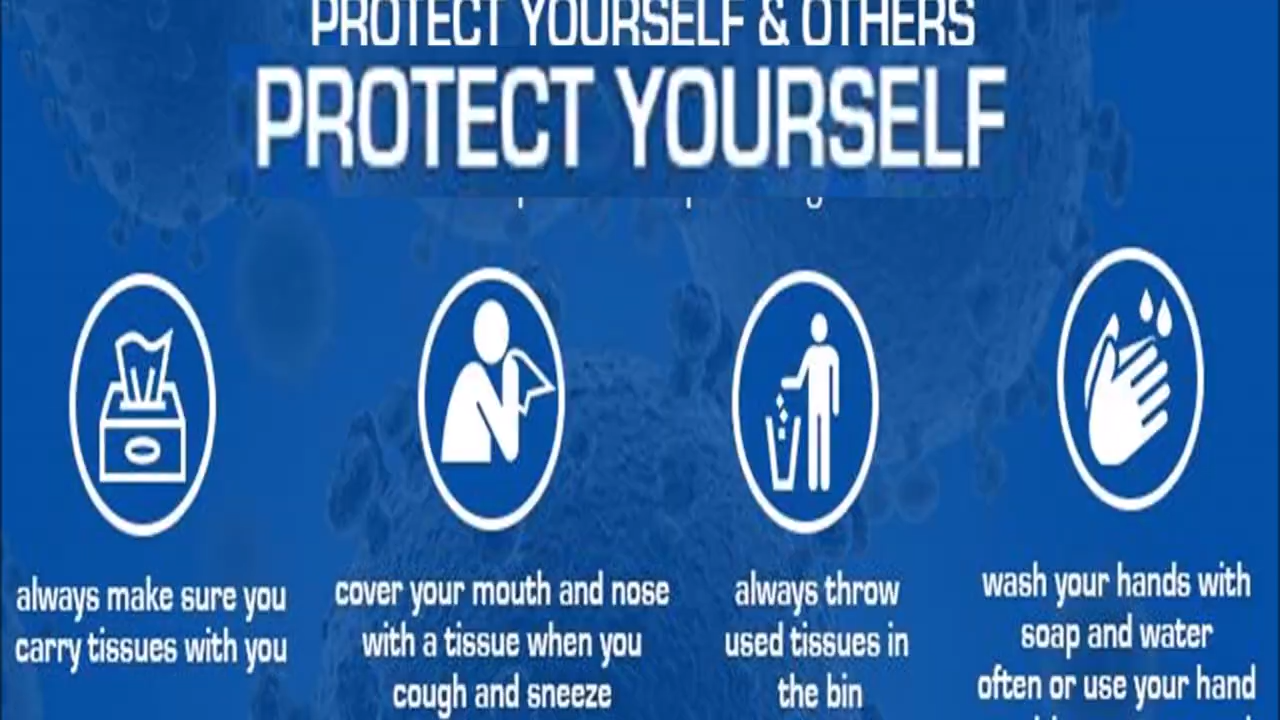 PROTECT YOURSELF & OTHERS
PROTECT YOURSELF
always make sure you
carry tissues with you
cover your mouth and nose
with a tissue when you
cough and sneeze
always throw
used tissues in
the bin
wash your hands with
soap and water
often or use your hand